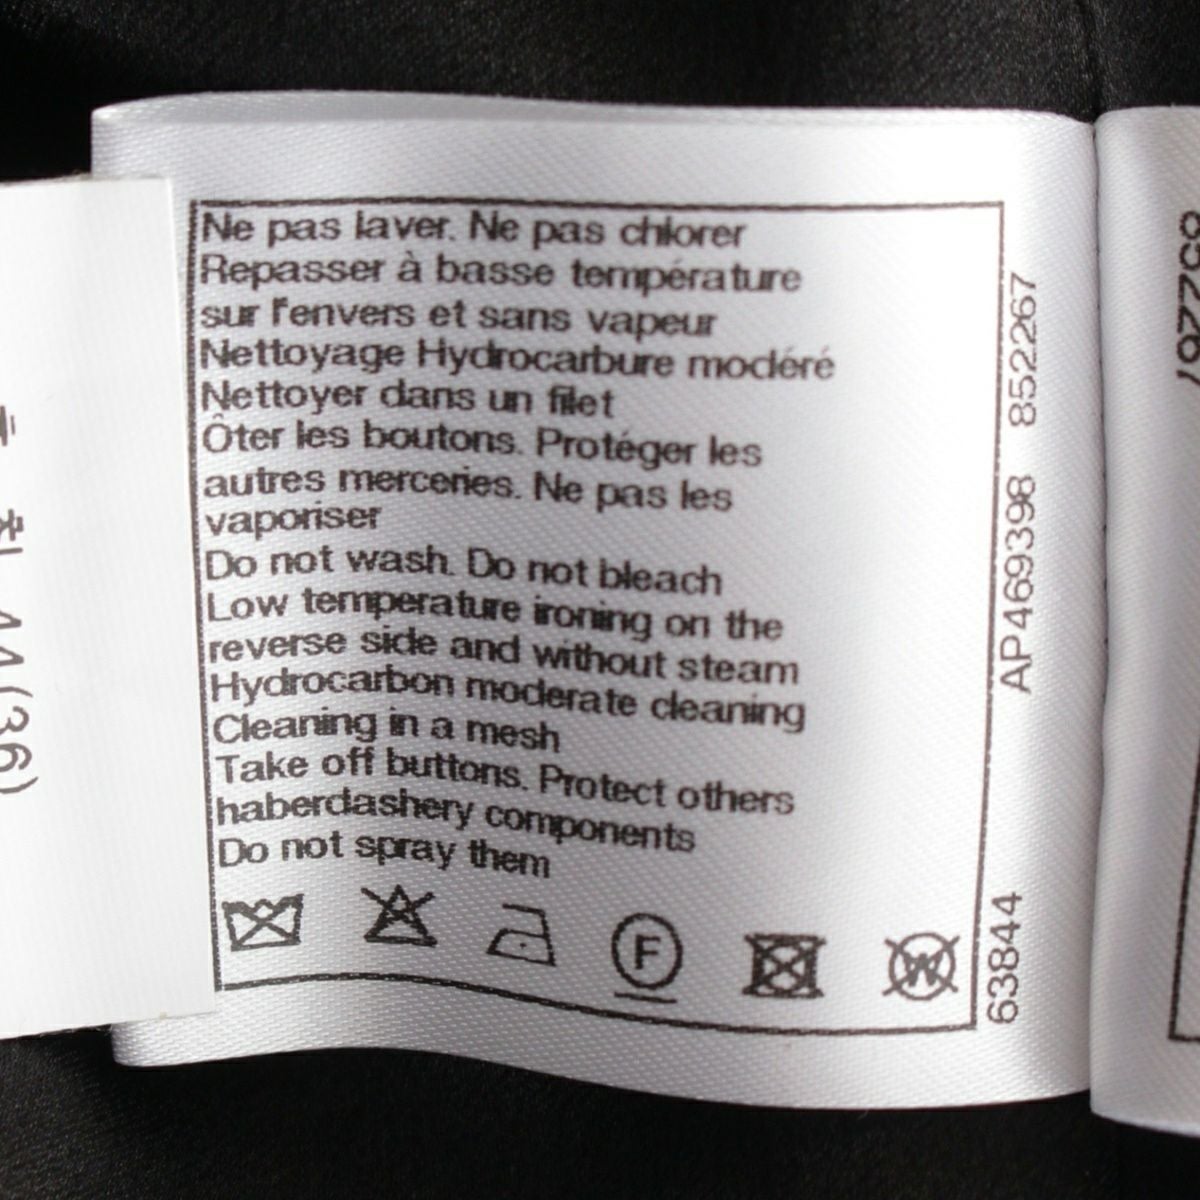 Ne pas laver. Ne pas chlorer
Repasser à basse température
sur l'envers et sans vapeur
Nettoyage Hydrocarbure modéré
Nettoyer dans un filet
Ôter les boutons. Protéger les
autres merceries. Ne pas les
vaporiser
Do not wash. Do not bleach
Low temperature ironing on the
reverse side and without steam
Hydrocarbon moderate cleaning
Cleaning in a mesh
Take off buttons. Protect others
haberdashery components
Do not spray them
F
W
63844 AP469398 852267
44(36)